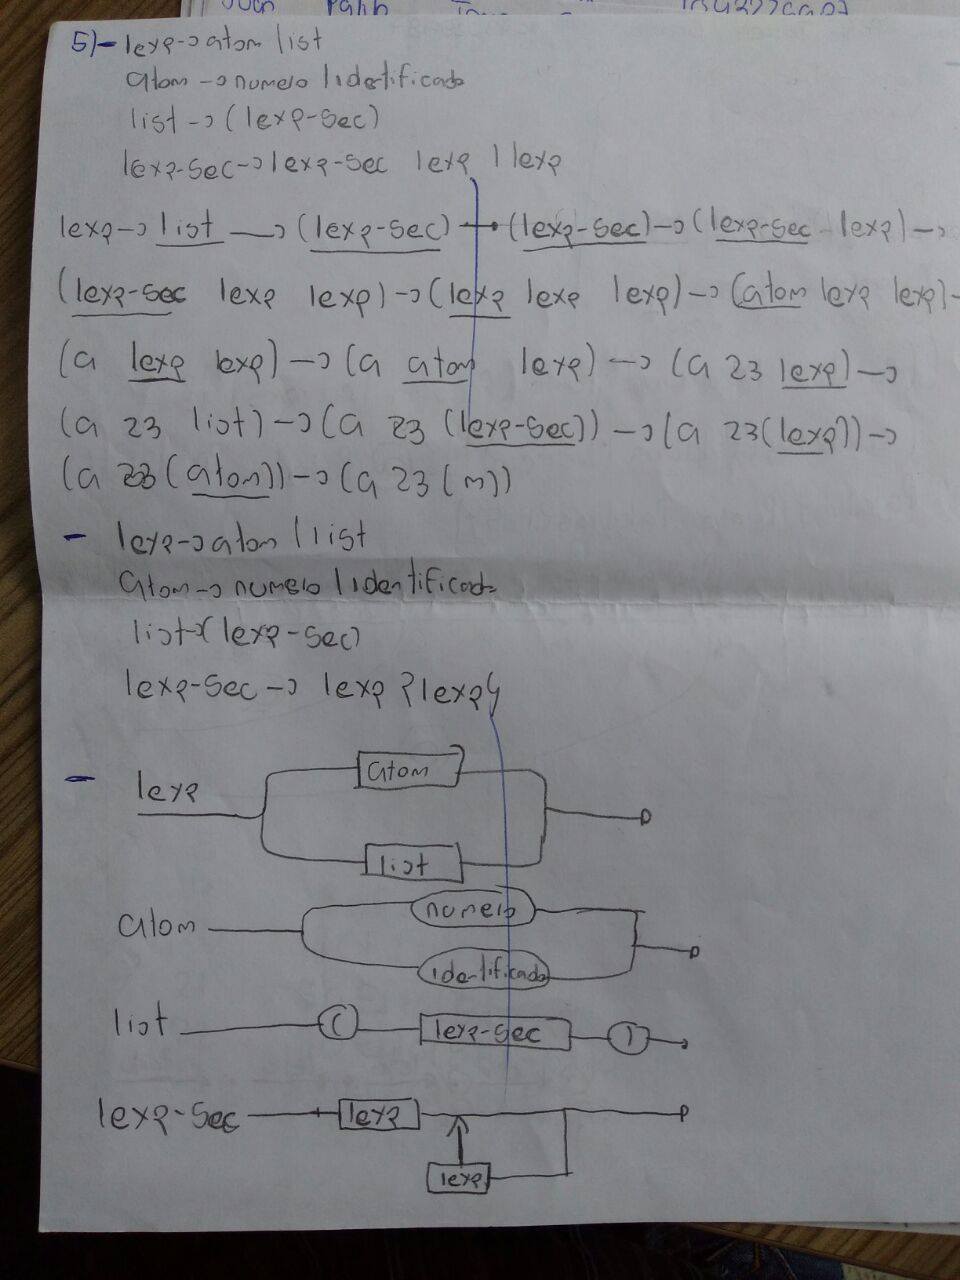 5)- lexp→atom list
atom→numero | identificado
list→(lexp-sec)
lexp-sec→lexp-sec lexp | lexp
lexp→list→(lexp-sec)→(lexp-sec)→(lexp-sec lexp)→
(lexp-sec lexp lexp)→(lexp lexp lexp)→(atom lexp lexp)-
(a lexp lexp)→(a atom lexp)→(a 23 lexp)→
(a 23 list)→(a 23 (lexp-sec))→(a 23(lexp))→
(a 23 (atom))→(a 23 (m))
- lexp→atom | list
atom→numero | identificado
list→(lexp-sec)
lexp-sec→ lexp {lexp}
- lexp
atom
list
atom
numero
identificado
list ( lexp-sec )
lexp-sec lexp
lexp